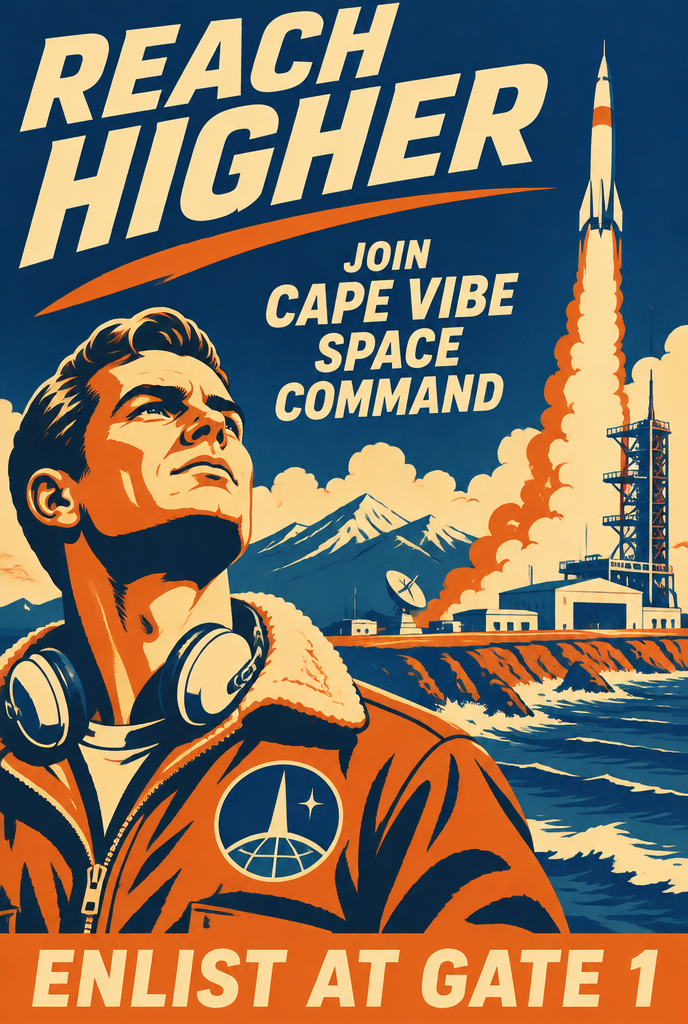 REACH
HIGHER
JOIN
CAPE VIBE
SPACE
COMMAND
ENLIST AT GATE 1